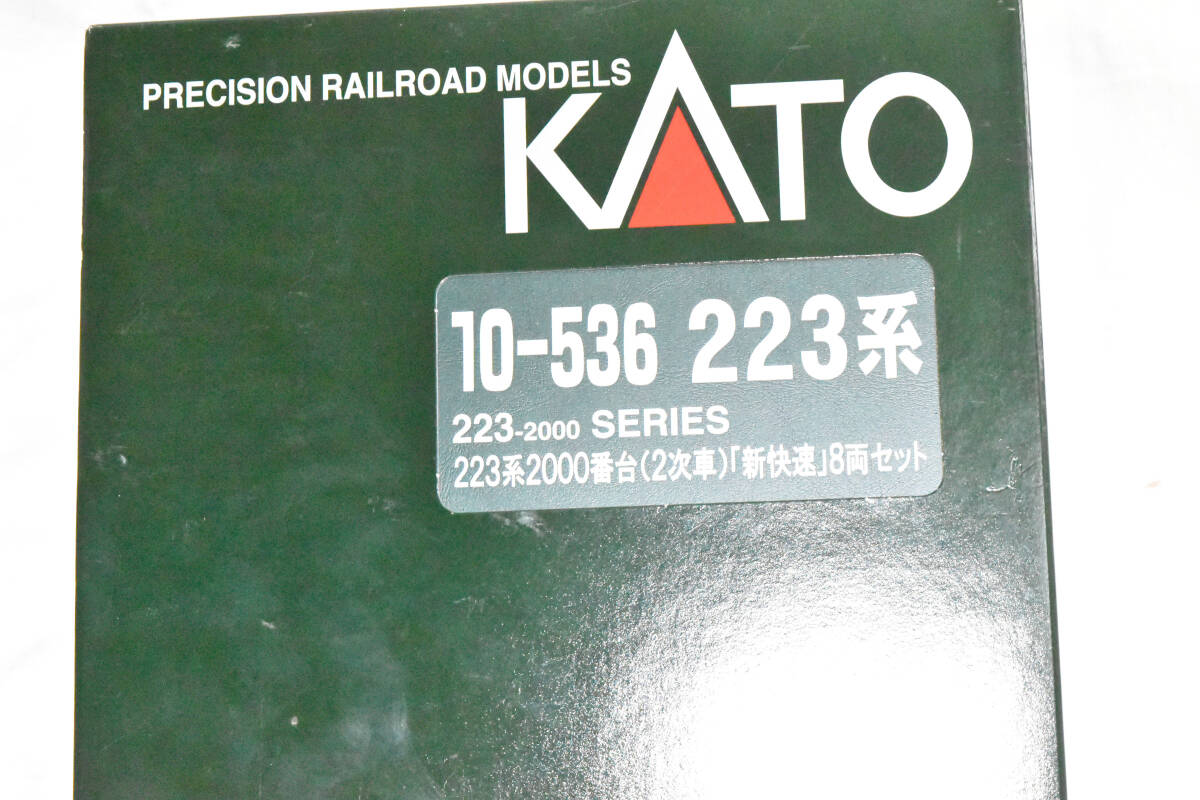 PRECISION RAILROAD MODELS
KATO
10-536 223系
223-2000 SERIES
223系2000番台(2次車)「新快速」8両セット